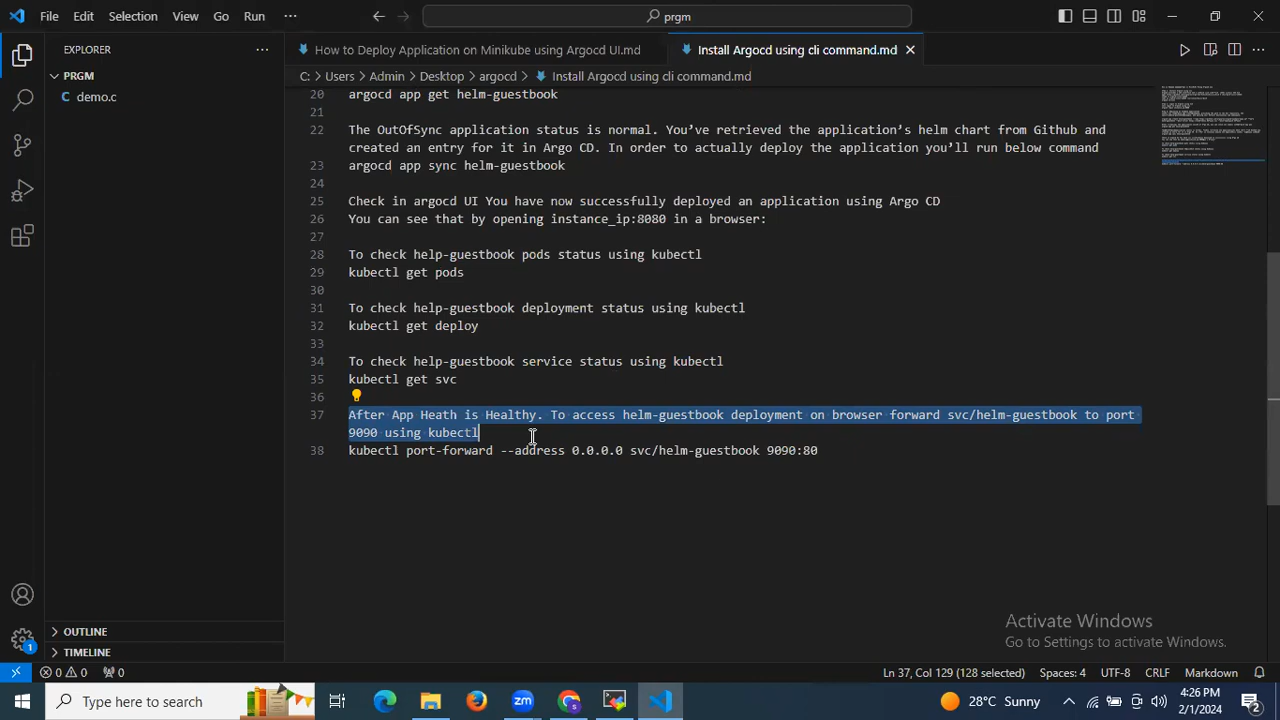 File Edit Selection View Go Run
prgm
EXPLORER
How to Deploy Application on Minikube using Argocd UI.md
Install Argocd using cli command.md
PRGM
C: > Users > Admin > Desktop > argocd > Install Argocd using cli command.md
demo.c
20 argocd app get helm-guestbook
21
22 An OutOfSync application status is normal. You've retrieved the application's helm chart from Github and
created an entry for it in Argo CD. In order to actually deploy the application you'll run below command
23 argocd app sync helm-guestbook
24
25 Check in argocd UI You have now successfully deployed an application using Argo CD
26 You can see that by opening instance_ip:8080 in a browser:
27
28 To check help-guestbook pods status using kubectl
29 kubectl get pods
30
31 To check help-guestbook deployment status using kubectl
32 kubectl get deploy
33
34 To check help-guestbook service status using kubectl
35 kubectl get svc
36
37 After App Heath is Healthy. To access helm-guestbook deployment on browser forward svc/helm-guestbook to port
9090 using kubectl
38 kubectl port-forward --address 0.0.0.0 svc/helm-guestbook 9090:80
Activate Windows
Go to Settings to activate Windows.
OUTLINE
TIMELINE
1
0 0 0
Ln 37, Col 129 (128 selected) Spaces: 4 UTF-8 CRLF Markdown
Type here to search
28°C Sunny
4:26 PM
2/1/2024
2